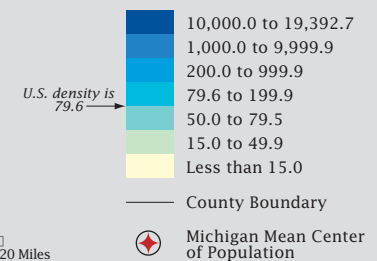 10,000.0 to 19,392.7
1,000.0 to 9,999.9
200.0 to 999.9
U.S. density is
79.6
79.6 to 199.9
50.0 to 79.5
15.0 to 49.9
Less than 15.0
County Boundary
20 Miles
Michigan Mean Center
of Population